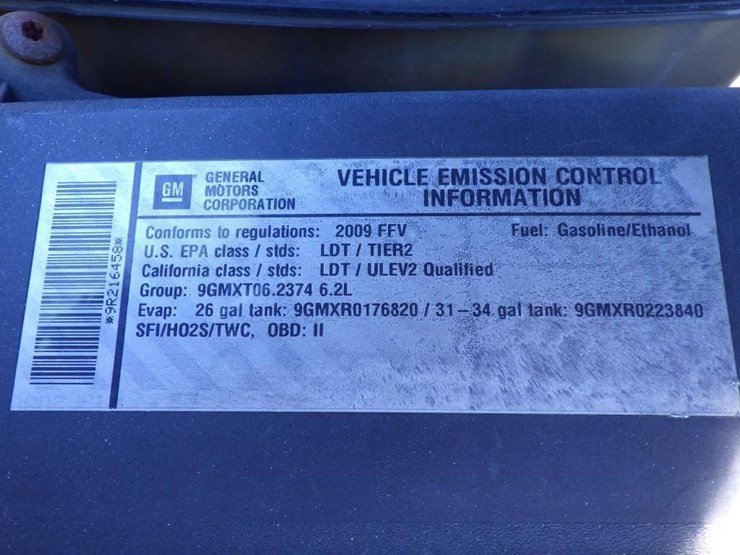 GM
GENERAL
MOTORS
CORPORATION
VEHICLE EMISSION CONTROL
INFORMATION
Conforms to regulations: 2009 FFV Fuel: Gasoline/Ethanol
U.S. EPA class / stds: LDT / TIER2
California class / stds: LDT / ULEV2 Qualified
Group: 9GMXT06.2374 6.2L
Evap: 26 gal tank: 9GMXR0176820 / 31-34 gal tank: 9GMXR0223840
SFI/HO2S/TWC, OBD: II
*9R216458*